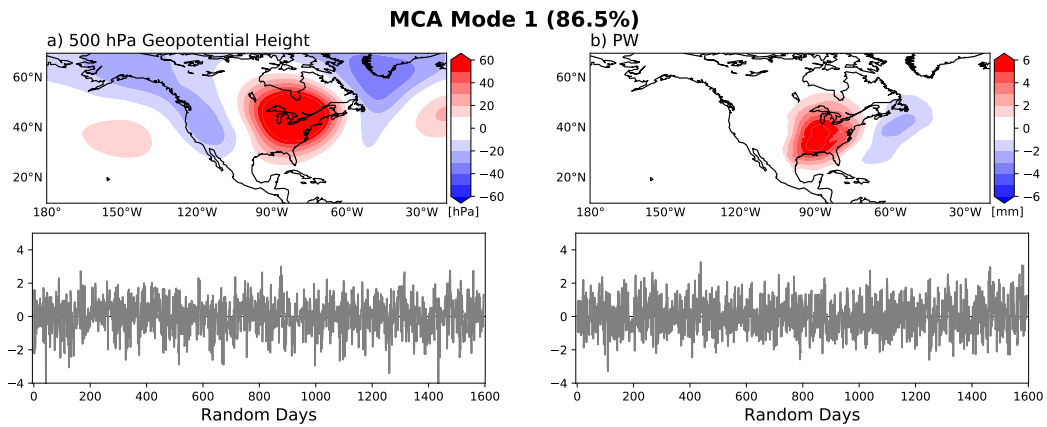 MCA Mode 1 (86.5%)
a) 500 hPa Geopotential Height
b) PW
60°N
40°N
20°N
180° 150°W 120°W 90°W 60°W 30°W
60
40
20
0
−20
−40
−60
[hPa]
60°N
40°N
20°N
180° 150°W 120°W 90°W 60°W 30°W
6
4
2
0
−2
−4
−6
[mm]
4
2
0
−2
−4
0 200 400 600 800 1000 1200 1400 1600
Random Days
4
2
0
−2
−4
0 200 400 600 800 1000 1200 1400 1600
Random Days